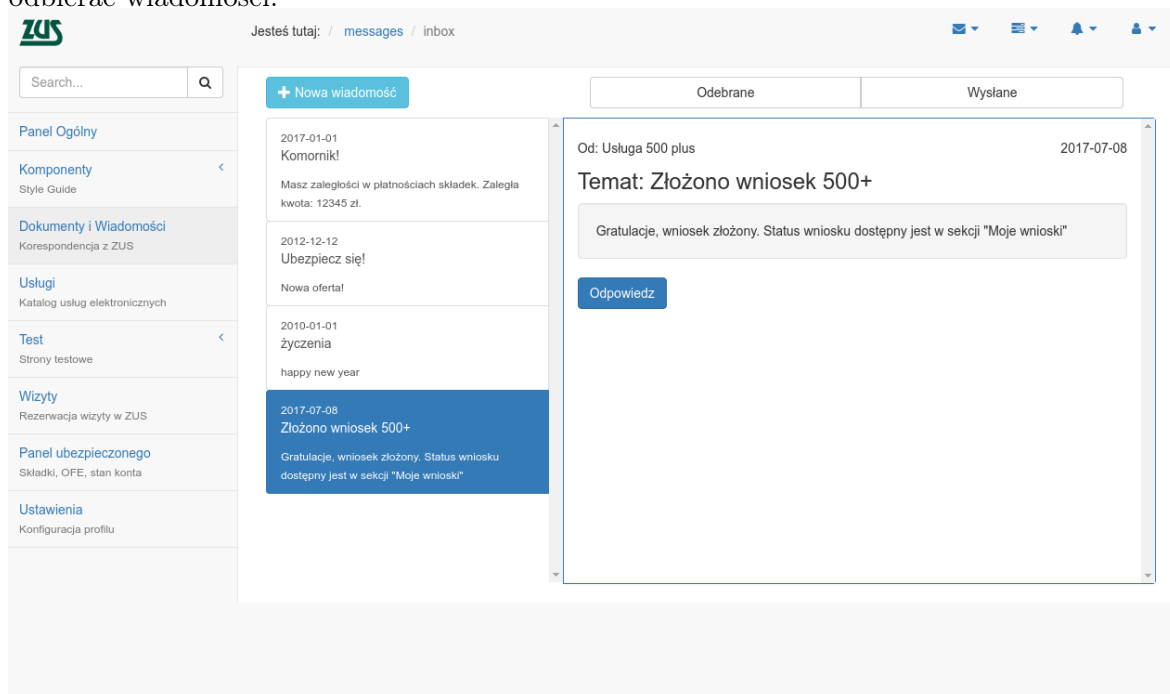 odbierać wiadomości.
ZUS
Jesteś tutaj: / messages / inbox
Search...
Nowa wiadomość
Odebrane
Wysłane
Panel Ogólny
Komponenty
Style Guide
Dokumenty i Wiadomości
Korespondencja z ZUS
Usługi
Katalog usług elektronicznych
Test
Strony testowe
Wizyty
Rezerwacja wizyty w ZUS
Panel ubezpieczonego
Składki, OFE, stan konta
Ustawienia
Konfiguracja profilu
2017-01-01
Komornik!
Masz zaległości w płatnościach składek. Zaległa
kwota: 12345 zł.
2012-12-12
Ubezpiecz się!
Nowa oferta!
2010-01-01
życzenia
happy new year
2017-07-08
Złożono wniosek 500+
Gratulacje, wniosek złożony. Status wniosku
dostępny jest w sekcji "Moje wnioski"
Od: Usługa 500 plus
2017-07-08
Temat: Złożono wniosek 500+
Gratulacje, wniosek złożony. Status wniosku dostępny jest w sekcji "Moje wnioski"
Odpowiedz